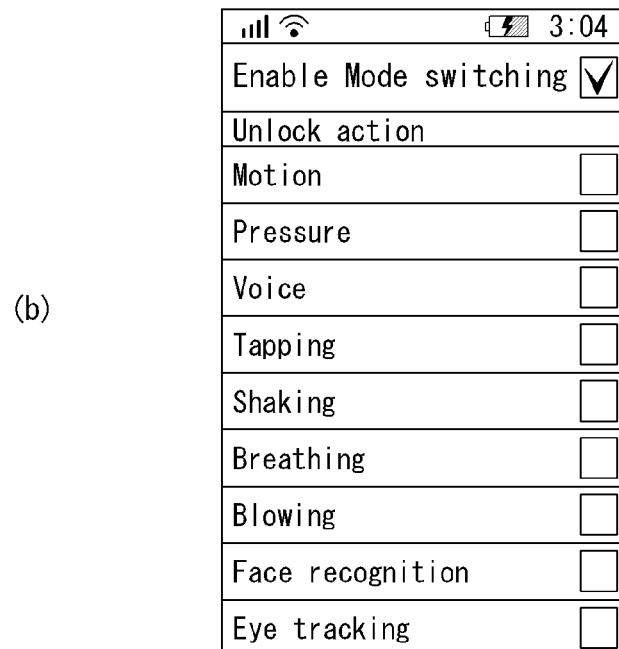 3:04
Enable Mode switching
Unlock action
Motion
Pressure
Voice
(b)
Tapping
Shaking
Breathing
Blowing
Face recognition
Eye tracking